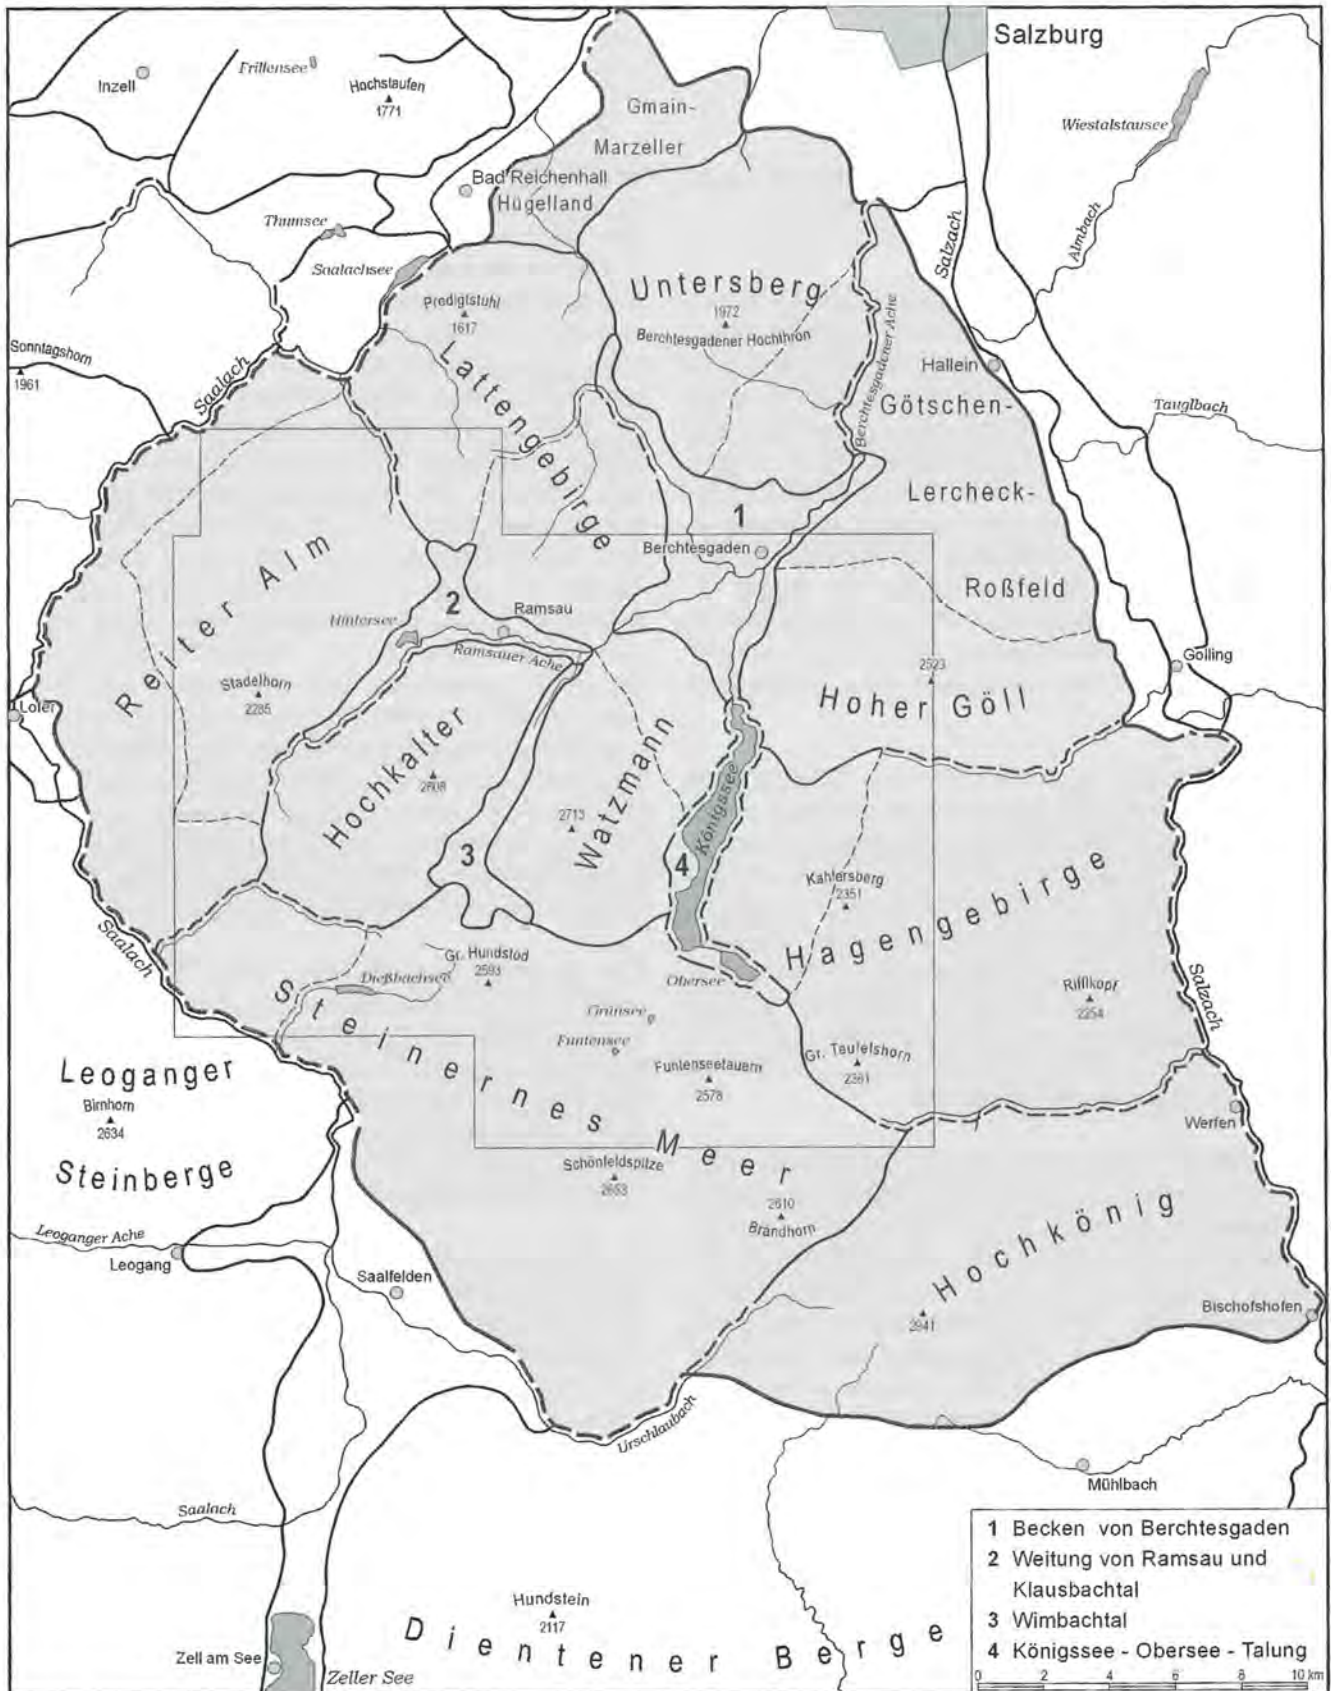 Salzburg
Inzell
Frillensee
Hochstaufen
1771
Gmain-
Marzeller
Hügelland
Wiestalstausee
Bad Reichenhall
Thumsee
Saalachsee
Salzach
Almbach
Untersberg
1972
Berchtesgadener Hochthron
Predigtstuhl
1617
Berchtesgadener Ache
Sonntagshorn
1961
Saalach
Lattengebirge
Hallein
Götschen-
Tauglbach
Lercheck-
1
Berchtesgaden
Roßfeld
Reiter Alm
2
Ramsau
Hintersee
Ramsauer Ache
Golling
2523
Hoher Göll
Stadelhorn
2285
Lofer
Hochkalter
2608
Watzmann
2713
Königssee
3
4
Kahlersberg
2351
Hagengebirge
Saalach
Gr. Hundstod
2593
Dießbachsee
Obersee
Rifflkopf
2254
Salzach
Steinernes Meer
Grünsee
Funtensee
Funtenseetauern
2578
Gr. Teufelshorn
2361
Leoganger
Birnhorn
2634
Steinberge
Werfen
Schönfeldspitze
2653
2610
Brandhorn
Hochkönig
2941
Leoganger Ache
Leogang
Saalfelden
Bischofshofen
Urschlaubach
Mühlbach
Saalach
Hundstein
2117
Dientener Berge
Zell am See
Zeller See
1 Becken von Berchtesgaden
2 Weitung von Ramsau und
Klausbachtal
3 Wimbachtal
4 Königssee - Obersee - Talung
0 2 4 6 8 10 km